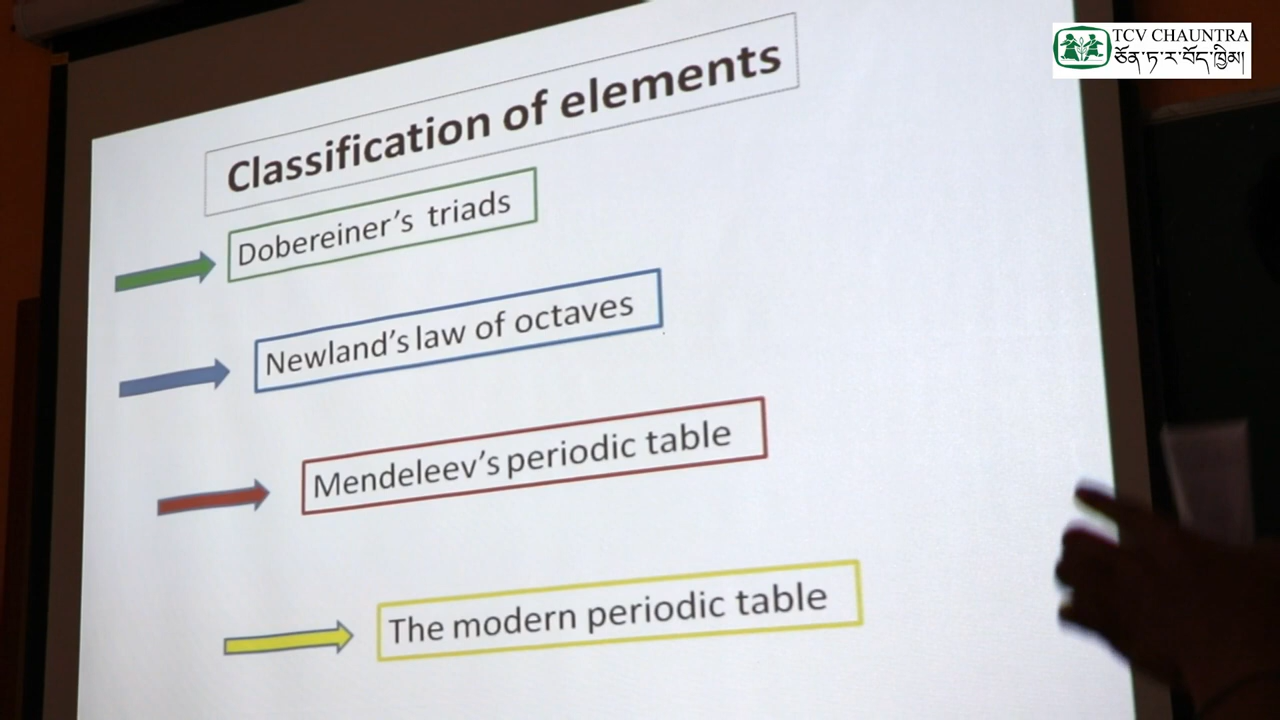 TCV CHAUNTRA
ཅོན་ཏ་ར་བོད་ཁྱིམ།
Classification of elements
Dobereiner’s triads
Newland’s law of octaves
Mendeleev’s periodic table
The modern periodic table